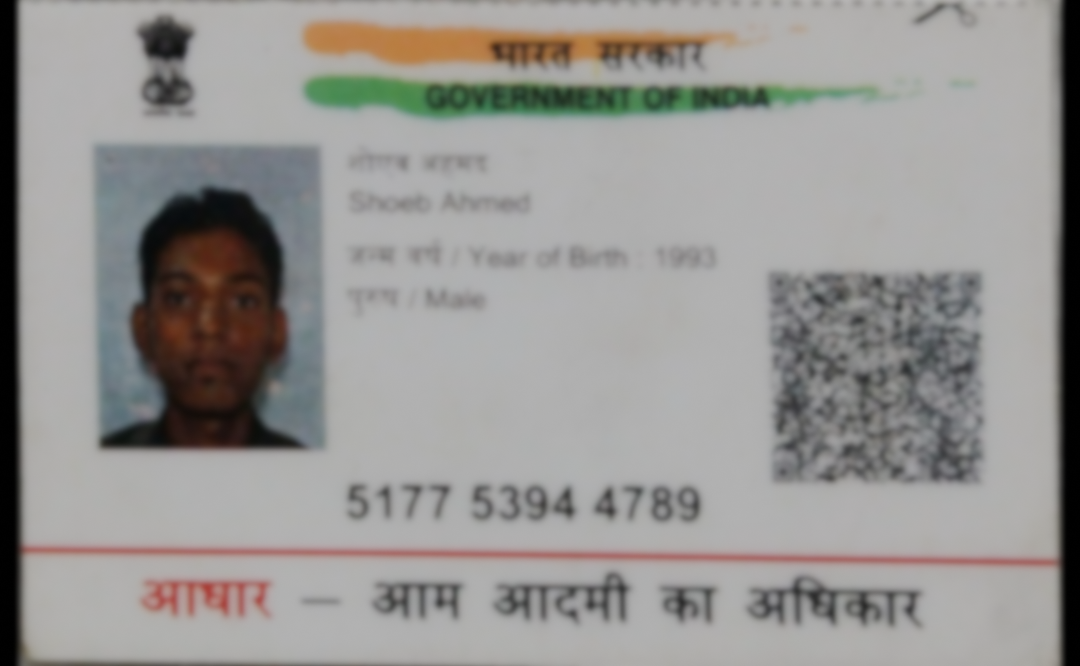 भारत सरकार
GOVERNMENT OF INDIA
शोएब अहमद
Shoeb Ahmed
जन्म वर्ष / Year of Birth : 1993
पुरुष / Male
5177 5394 4789
आधार — आम आदमी का अधिकार